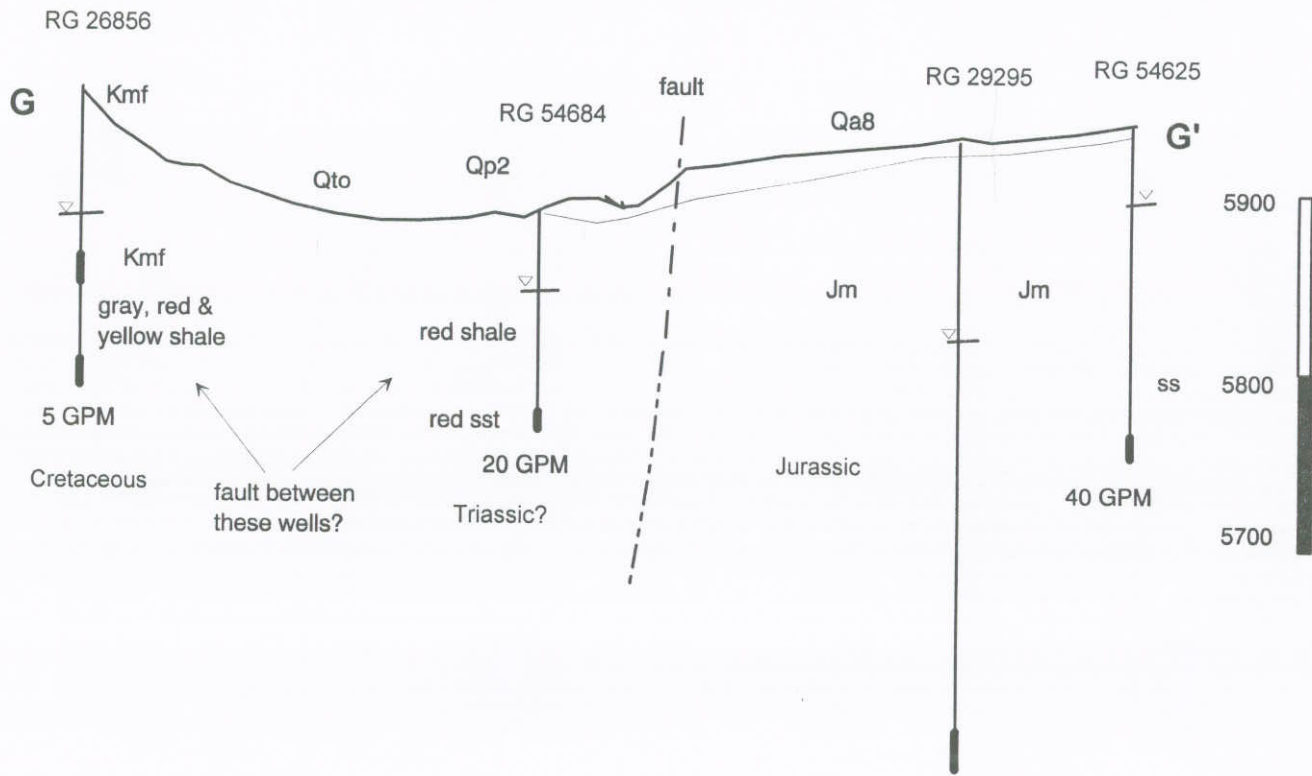 RG 26856
G
Kmf
Qto
Qp2
RG 54684
fault
Qa8
RG 29295
RG 54625
G'
Kmf
gray, red &
yellow shale
5 GPM
Cretaceous
fault between
these wells?
red shale
red sst
20 GPM
Triassic?
Jm
Jm
Jurassic
ss
40 GPM
5900
5800
5700